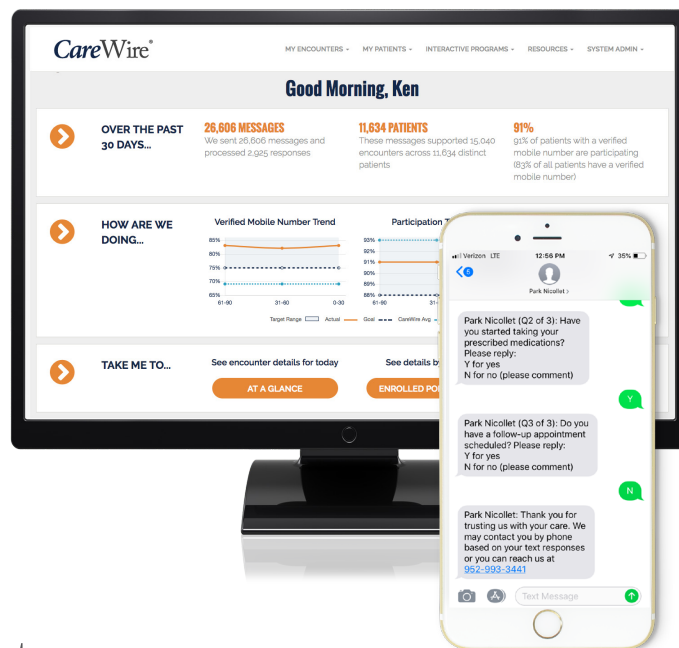 CareWire®
MY ENCOUNTERS
MY PATIENTS
INTERACTIVE PROGRAMS
RESOURCES
SYSTEM ADMIN
Good Morning, Ken
OVER THE PAST
30 DAYS...
26,606 MESSAGES
We sent 26,606 messages and
processed 2,925 responses
11,634 PATIENTS
These messages supported 15,040
encounters across 11,634 distinct
patients
91%
91% of patients with a verified
mobile number are participating
(83% of all patients have a verified
mobile number)
HOW ARE WE
DOING...
Verified Mobile Number Trend
85%
80%
75%
70%
65%
61-90
31-60
0-30
Participation
93%
92%
91%
90%
89%
88%
61-90
Target Range
Actual
Goal
CareWire Avg
TAKE ME TO...
See encounter details for today
AT A GLANCE
See details
ENROLLED
Verizon LTE
12:56 PM
35%
5
Park Nicollet >
Park Nicollet (Q2 of 3): Have
you started taking your
prescribed medications?
Please reply:
Y for yes
N for no (please comment)
Y
Park Nicollet (Q3 of 3): Do you
have a follow-up appointment
scheduled? Please reply:
Y for yes
N for no (please comment)
N
Park Nicollet: Thank you for
trusting us with your care. We
may contact you by phone
based on your text responses
or you can reach us at
952-993-3441
Text Message